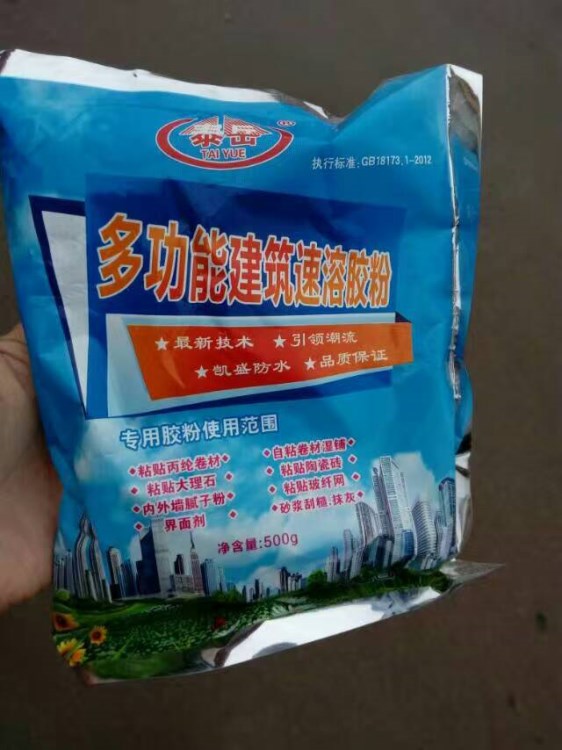 泰岳
TAI YUE
执行标准:GB18173.1-2012
多功能建筑速溶胶粉
★最新技术 ★引领潮流
★凯盛防水 ★品质保证
专用胶粉使用范围
粘贴丙纶卷材
粘贴大理石
内外墙腻子粉
界面剂
自粘卷材湿铺
粘贴陶瓷砖
粘贴玻纤网
砂浆刮糙:抹灰
净含量:500g